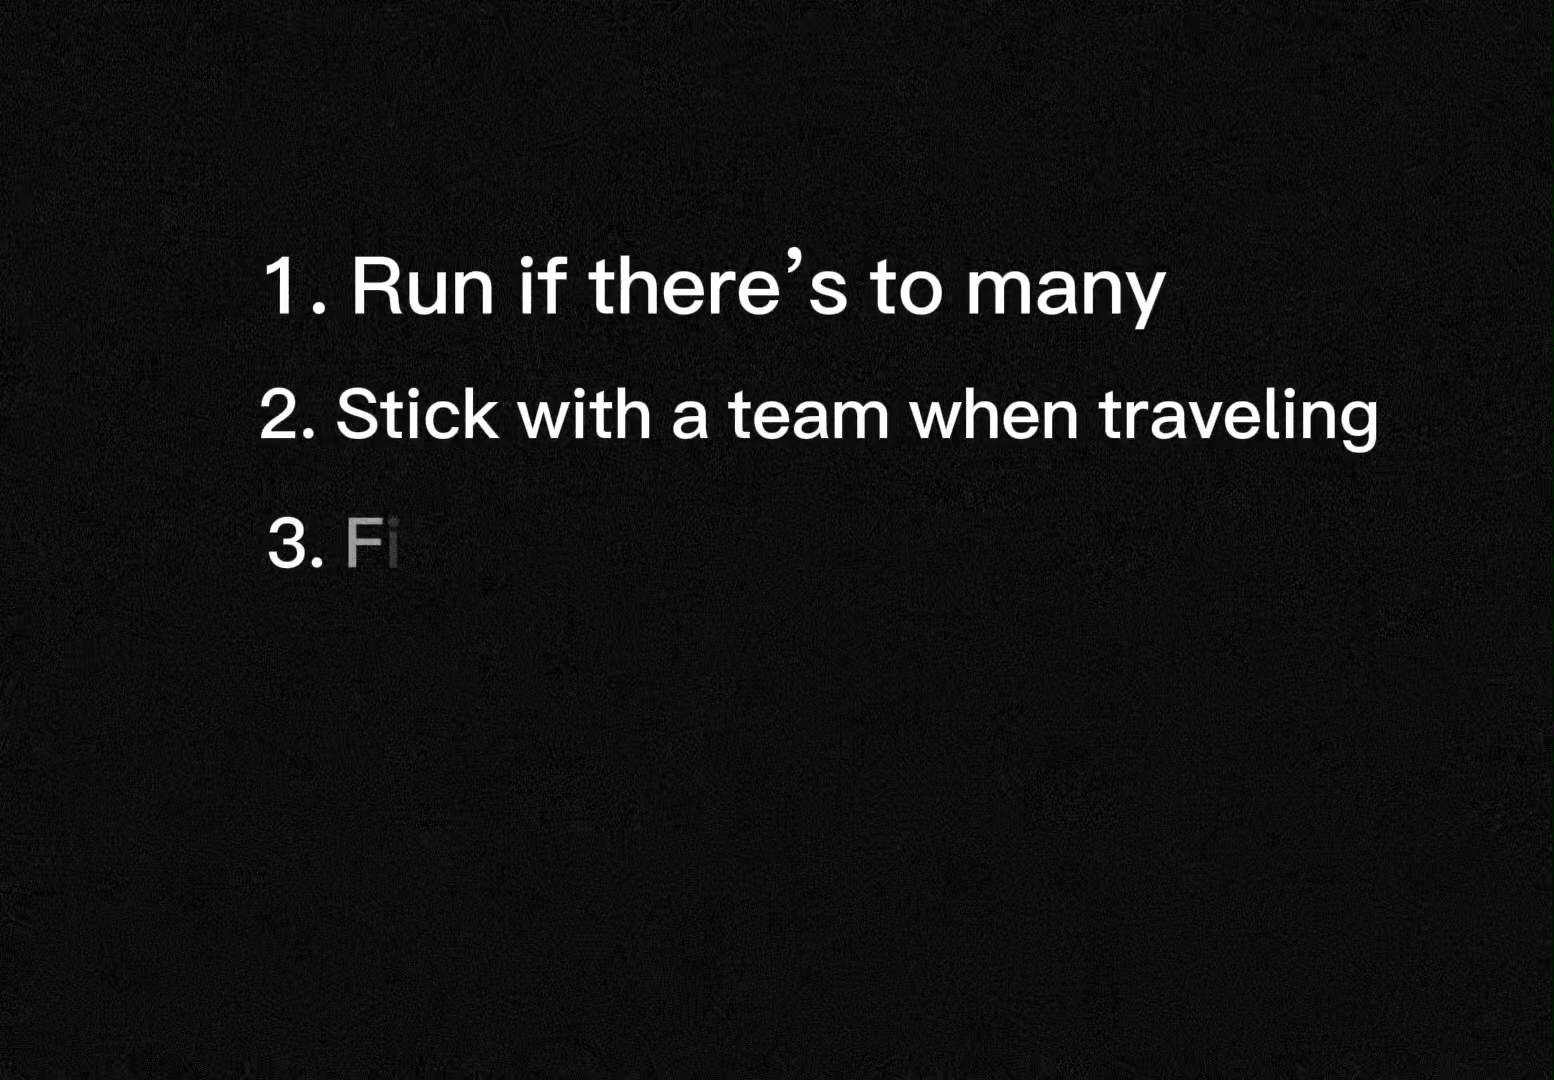 1. Run if there’s to many
2. Stick with a team when traveling
3. Fi